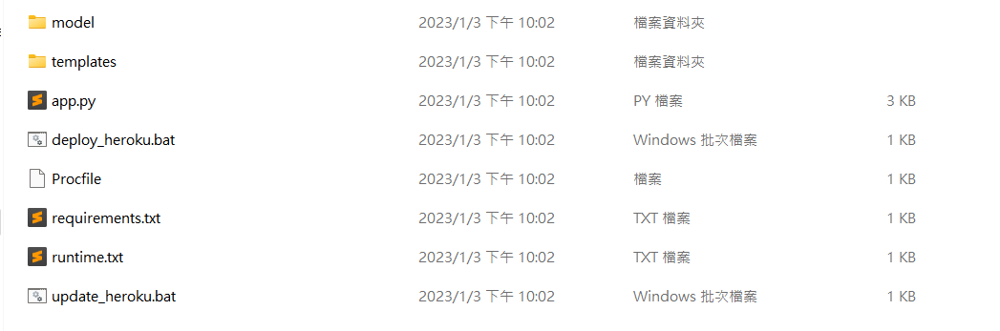 model 2023/1/3 下午 10:02 檔案資料夾
templates 2023/1/3 下午 10:02 檔案資料夾
app.py 2023/1/3 下午 10:02 PY 檔案 3 KB
deploy_heroku.bat 2023/1/3 下午 10:02 Windows 批次檔案 1 KB
Procfile 2023/1/3 下午 10:02 檔案 1 KB
requirements.txt 2023/1/3 下午 10:02 TXT 檔案 1 KB
runtime.txt 2023/1/3 下午 10:02 TXT 檔案 1 KB
update_heroku.bat 2023/1/3 下午 10:02 Windows 批次檔案 1 KB